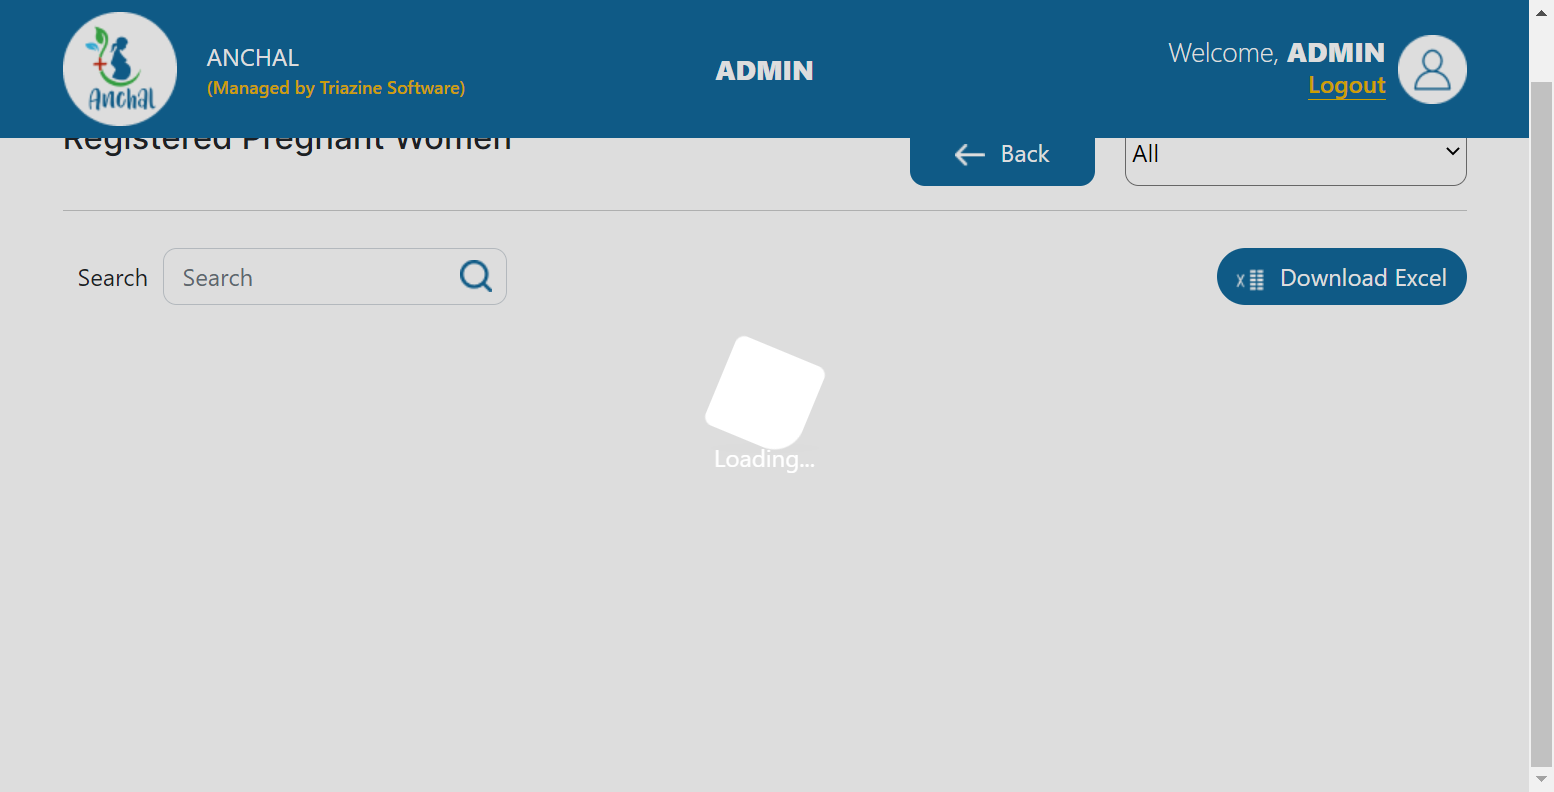 Anchal
ANCHAL
(Managed by Triazine Software)
ADMIN
Welcome, ADMIN
Logout
Registered Pregnant Women
Back
All
Search
Search
X
Download Excel
Loading...